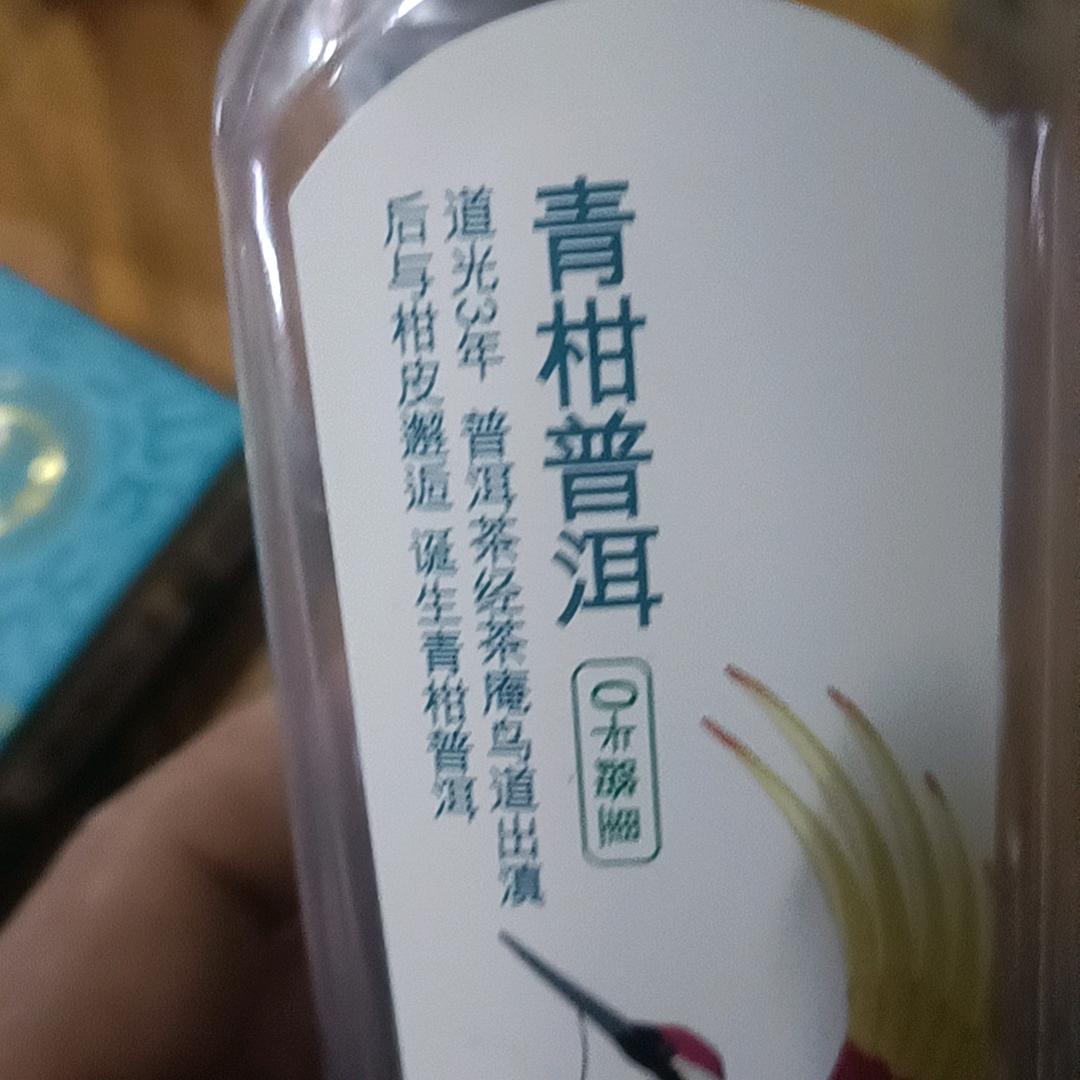 青柑普洱
道光3年 普洱茶经茶庵鸟道出滇
后与柑皮邂逅 诞生青柑普洱